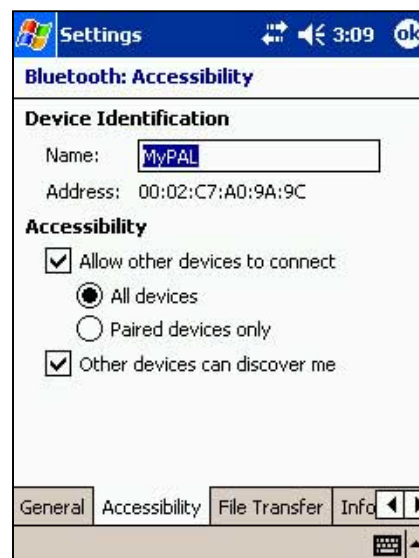 Settings 3:09 ok
Bluetooth: Accessibility
Device Identification
Name: MyPAL
Address: 00:02:C7:A0:9A:9C
Accessibility
Allow other devices to connect
All devices
Paired devices only
Other devices can discover me
General Accessibility File Transfer Info